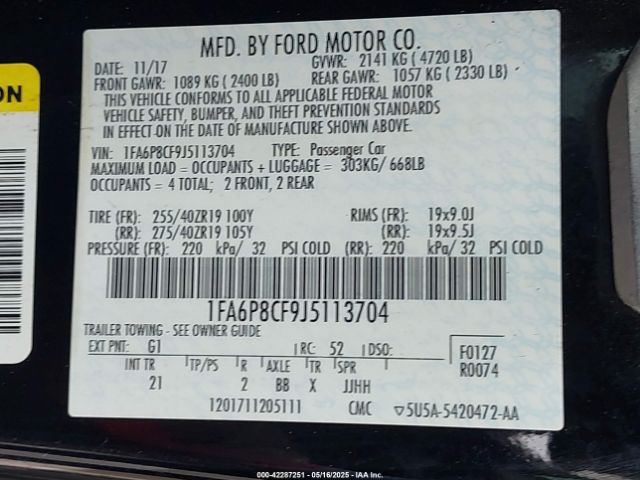 ON
MFD. BY FORD MOTOR CO.
DATE: 11/17 GVWR: 2141 KG ( 4720 LB)
FRONT GAWR: 1089 KG ( 2400 LB) REAR GAWR: 1057 KG ( 2330 LB)
THIS VEHICLE CONFORMS TO ALL APPLICABLE FEDERAL MOTOR
VEHICLE SAFETY, BUMPER, AND THEFT PREVENTION STANDARDS
IN EFFECT ON THE DATE OF MANUFACTURE SHOWN ABOVE.
VIN: 1FA6P8CF9J5113704 TYPE: Passenger Car
MAXIMUM LOAD = OCCUPANTS + LUGGAGE = 303KG/ 668LB
OCCUPANTS = 4 TOTAL; 2 FRONT, 2 REAR
TIRE (FR): 255/40ZR19 100Y RIMS (FR): 19x9.0J
(RR): 275/40ZR19 105Y (RR): 19x9.5J
PRESSURE (FR): 220 kPa/ 32 PSI COLD (RR): 220 kPa/ 32 PSI COLD
1FA6P8CF9J5113704
TRAILER TOWING - SEE OWNER GUIDE
EXT PNT: G1 RC: 52 DSO: F0127
INT TR TP/PS R AXLE TR SPR R0074
21 2 BB X JJHH
1201711205111 CMC ▽5U5A-5420472-AA
000-42287251 - 05/16/2025 - IAA Inc.